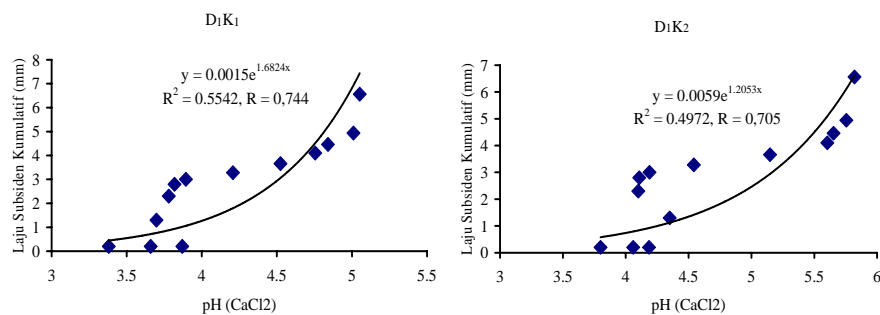 D1K1
Laju Subsiden Kumulatif (mm)
8
7
6
5
4
3
2
1
0
y = 0.0015e^1.6824x
R^2 = 0.5542, R = 0,744
3 3.5 4 4.5 5 5.5
pH (CaCl2)
D1K2
Laju Subsiden Kumulatif (mm)
7
6
5
4
3
2
1
0
y = 0.0059e^1.2053x
R^2 = 0.4972, R = 0,705
3 3.5 4 4.5 5 5.5 6
pH (CaCl2)